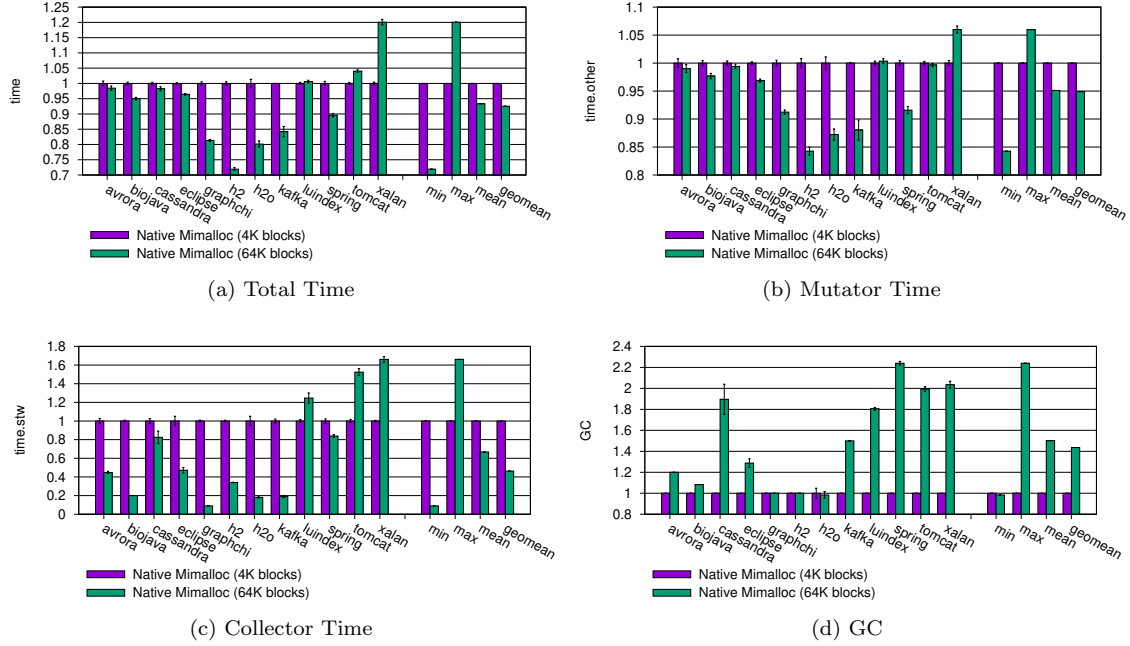 1.25
1.2
1.15
1.1
1.05
1
0.95
0.9
0.85
0.8
0.75
0.7
time
avrora
biojava
cassandra
eclipse
graphchi
h2
h2o
kafka
luindex
spring
tomcat
xalan
min
max
mean
geomean
Native Mimalloc (4K blocks)
Native Mimalloc (64K blocks)
(a) Total Time
1.1
1.05
1
0.95
0.9
0.85
0.8
time.other
avrora
biojava
cassandra
eclipse
graphchi
h2
h2o
kafka
luindex
spring
tomcat
xalan
min
max
mean
geomean
Native Mimalloc (4K blocks)
Native Mimalloc (64K blocks)
(b) Mutator Time
1.8
1.6
1.4
1.2
1
0.8
0.6
0.4
0.2
0
time.stw
avrora
biojava
cassandra
eclipse
graphchi
h2
h2o
kafka
luindex
spring
tomcat
xalan
min
max
mean
geomean
Native Mimalloc (4K blocks)
Native Mimalloc (64K blocks)
(c) Collector Time
2.4
2.2
2
1.8
1.6
1.4
1.2
1
0.8
GC
avrora
biojava
cassandra
eclipse
graphchi
h2
h2o
kafka
luindex
spring
tomcat
xalan
min
max
mean
geomean
Native Mimalloc (4K blocks)
Native Mimalloc (64K blocks)
(d) GC